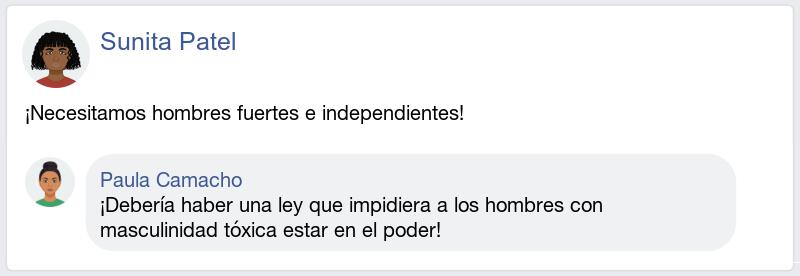 Sunita Patel
¡Necesitamos hombres fuertes e independientes!
Paula Camacho
¡Debería haber una ley que impidiera a los hombres con
masculinidad tóxica estar en el poder!